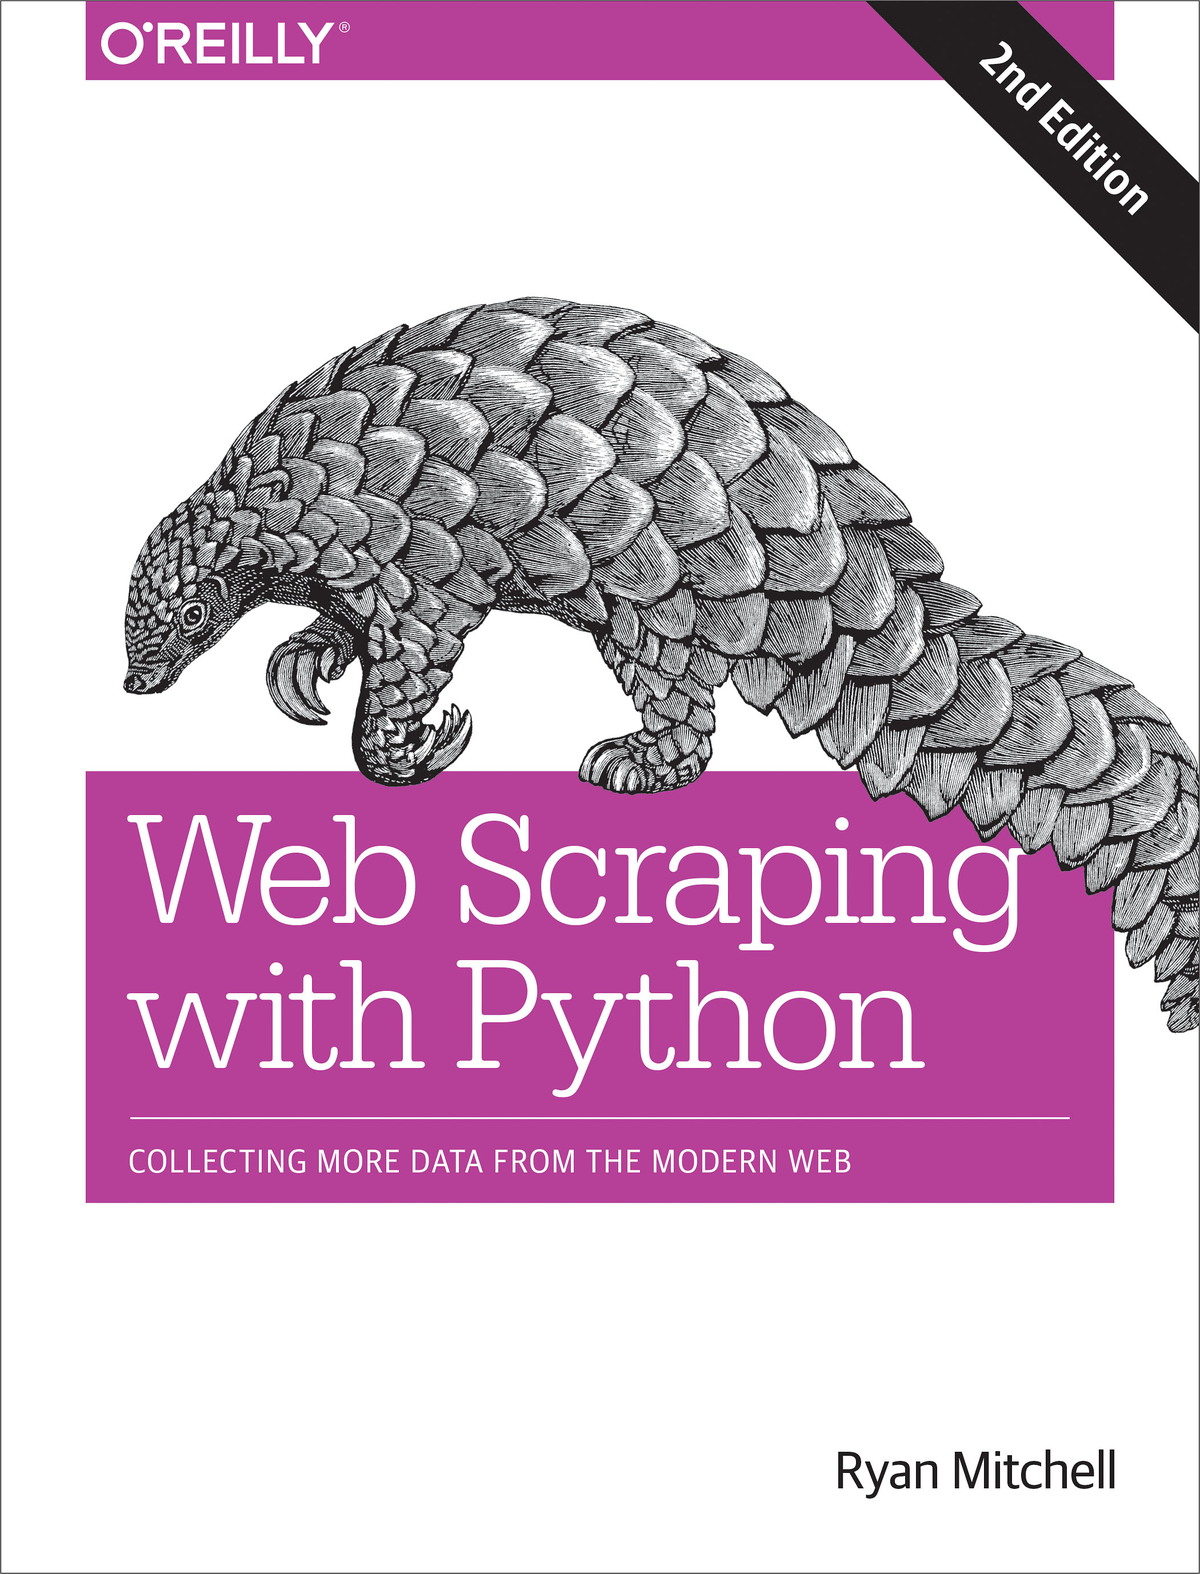 O'REILLY®
2nd Edition
Web Scraping
with Python
COLLECTING MORE DATA FROM THE MODERN WEB
Ryan Mitchell